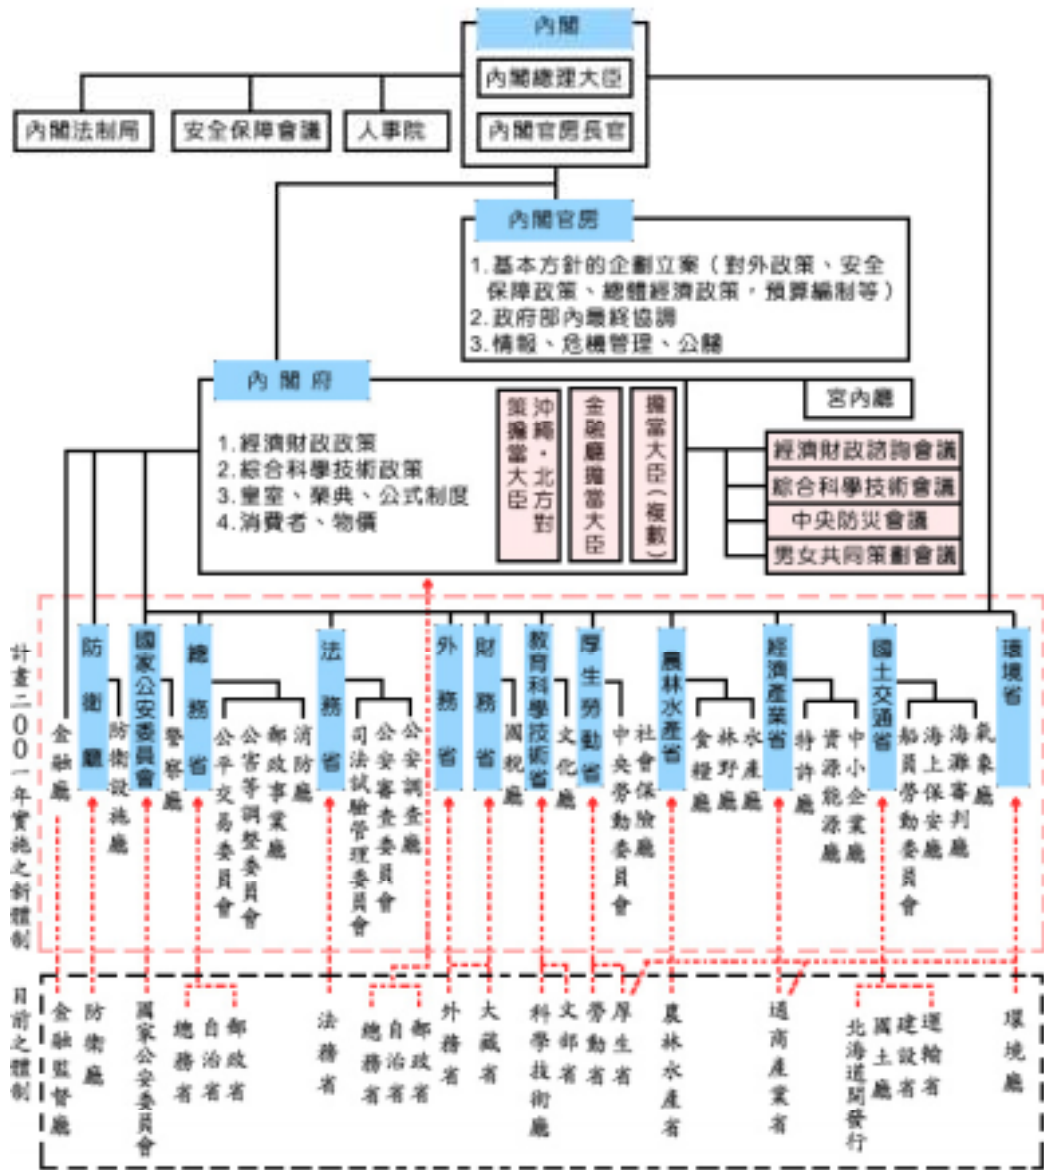 內閣
內閣總理大臣
內閣官房長官
內閣法制局
安全保障會議
人事院
內閣官房
1.基本方針的企劃立案（對外政策、安全
保障政策、總體經濟政策，預算編制等）
2.政府部內最終協調
3.情報、危機管理、公關
內閣府
1.經濟財政政策
2.綜合科學技術政策
3.皇室、榮典、公式制度
4.消費者、物價
沖繩・北方對
策擔當大臣
金融廳擔當大臣
擔當大臣（複數）
宮內廳
經濟財政諮詢會議
綜合科學技術會議
中央防災會議
男女共同策劃會議
計畫二００一年實施之新體制
金融廳
防衛廳
防衛設施廳
國家公安委員會
警察廳
總務省
公平交易委員會
公害等調整委員會
郵政事業廳
消防廳
法務省
司法試驗管理委員會
公安審查委員會
公安調查廳
外務省
財務省
國稅廳
教育科學技術省
文化廳
厚生勞動省
中央勞動委員會
社會保險廳
農林水產省
食糧廳
林野廳
水產廳
經濟產業省
特許廳
資源能源廳
中小企業廳
國土交通省
船員勞動委員會
海上保安廳
海灘審判廳
氣象廳
環境省
目前之體制
金融監督廳
防衛廳
國家公安委員會
總務省
自治省
郵政省
法務省
總務省
自治省
郵政省
外務省
大藏省
科學技術廳
文部省
勞動省
厚生省
農林水產省
通商產業省
北海道開發行
國土廳
建設省
運輸省
環境廳